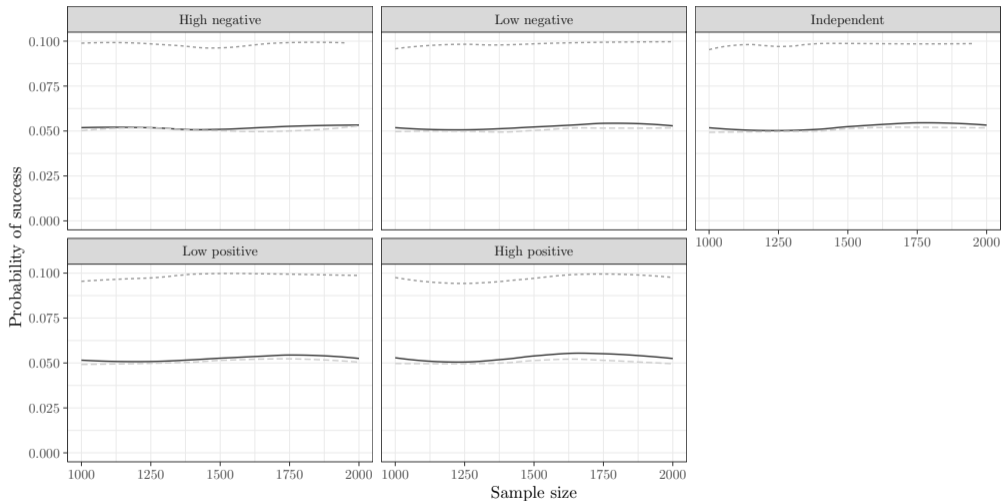 High negative
Low negative
Independent
0.100
0.075
0.050
0.025
0.000
1000 1250 1500 1750 2000
Low positive
High positive
0.100
0.075
0.050
0.025
0.000
1000 1250 1500 1750 2000
1000 1250 1500 1750 2000
Probability of success
Sample size